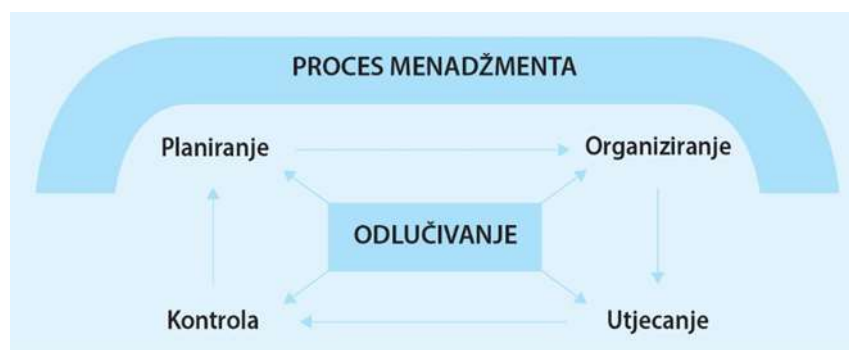 PROCES MENADŽMENTA
Planiranje
Organiziranje
ODLUČIVANJE
Kontrola
Utjecanje